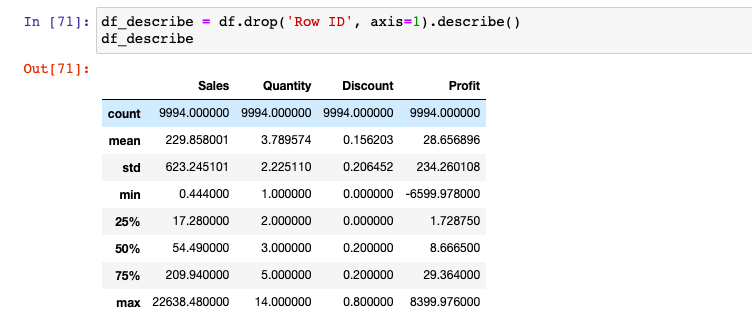 In [71]: df_describe = df.drop('Row ID', axis=1).describe()
df_describe
Out[71]:
Sales Quantity Discount Profit
count 9994.000000 9994.000000 9994.000000 9994.000000
mean 229.858001 3.789574 0.156203 28.656896
std 623.245101 2.225110 0.206452 234.260108
min 0.444000 1.000000 0.000000 -6599.978000
25% 17.280000 2.000000 0.000000 1.728750
50% 54.490000 3.000000 0.200000 8.666500
75% 209.940000 5.000000 0.200000 29.364000
max 22638.480000 14.000000 0.800000 8399.976000